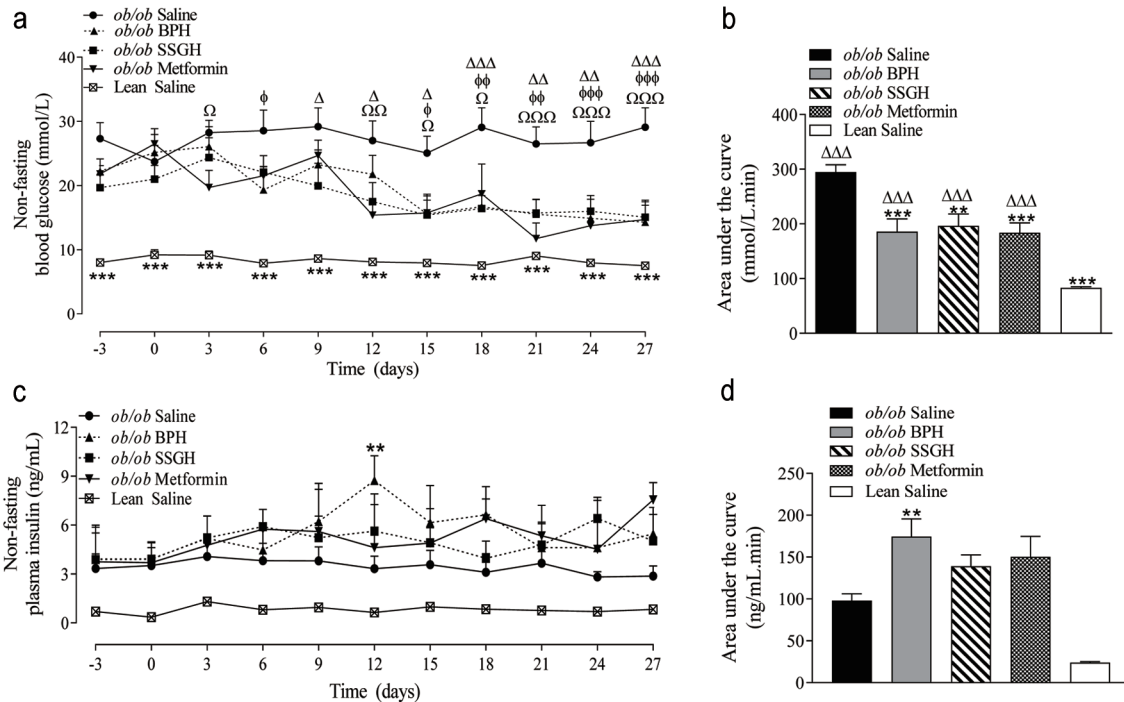 a
ob/ob Saline
ob/ob BPH
ob/ob SSGH
ob/ob Metformin
Lean Saline
Non-fasting
blood glucose (mmol/L)
40
30
20
10
0
Ω
ϕ
Δ
Δ
ΩΩ
Δ
ϕ
Ω
ΔΔΔ
ϕϕ
Ω
ΔΔ
ϕϕ
ΩΩΩ
ΔΔ
ϕϕϕ
ΩΩΩ
ΔΔΔ
ϕϕϕ
ΩΩΩ
*** *** *** *** *** *** *** *** *** *** ***
-3 0 3 6 9 12 15 18 21 24 27
Time (days)
b
ob/ob Saline
ob/ob BPH
ob/ob SSGH
ob/ob Metformin
Lean Saline
Area under the curve
(mmol/L.min)
400
300
200
100
0
ΔΔΔ
ΔΔΔ
***
ΔΔΔ
**
ΔΔΔ
***
***
c
ob/ob Saline
ob/ob BPH
ob/ob SSGH
ob/ob Metformin
Lean Saline
Non-fasting
plasma insulin (ng/mL)
12
9
6
3
0
**
-3 0 3 6 9 12 15 18 21 24 27
Time (days)
d
ob/ob Saline
ob/ob BPH
ob/ob SSGH
ob/ob Metformin
Lean Saline
Area under the curve
(ng/mL.min)
250
200
150
100
50
0
**